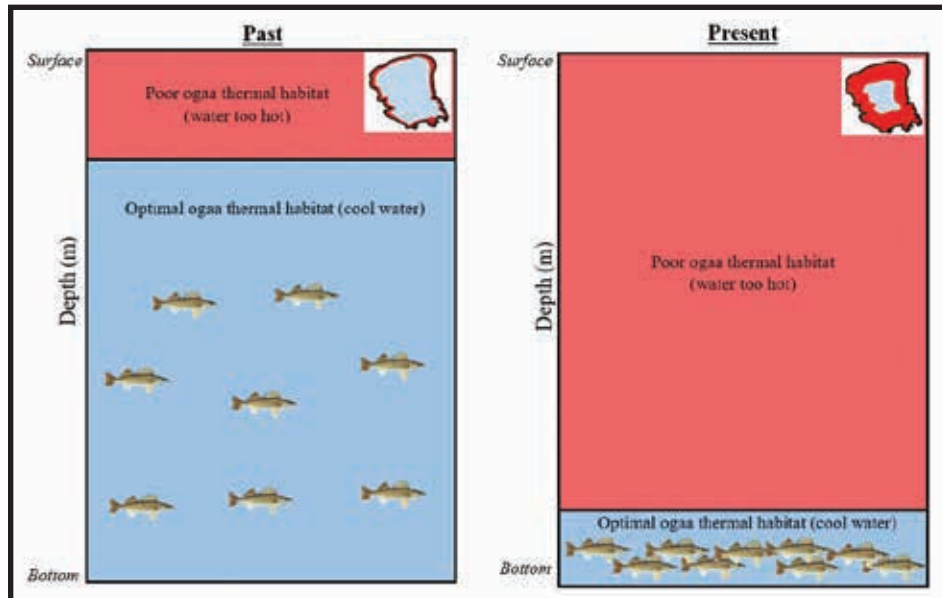 Past
Surface
Poor ogaa thermal habitat
(water too hot)
Optimal ogaa thermal habitat (cool water)
Depth (m)
Bottom
Present
Surface
Poor ogaa thermal habitat
(water too hot)
Depth (m)
Optimal ogaa thermal habitat (cool water)
Bottom